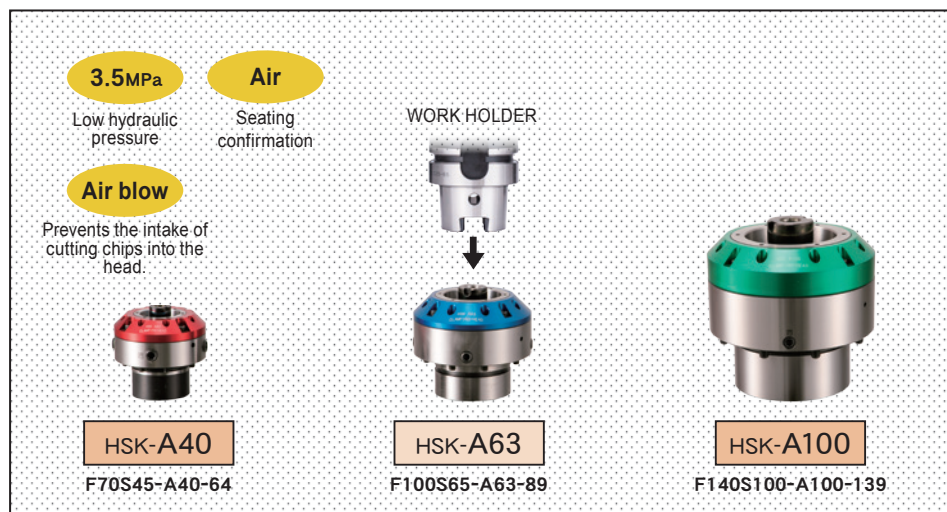 3.5MPa
Low hydraulic
pressure
Air
Seating
confirmation
Air blow
Prevents the intake of
cutting chips into the
head.
WORK HOLDER
HSK-A40
F70S45-A40-64
HSK-A63
F100S65-A63-89
HSK-A100
F140S100-A100-139